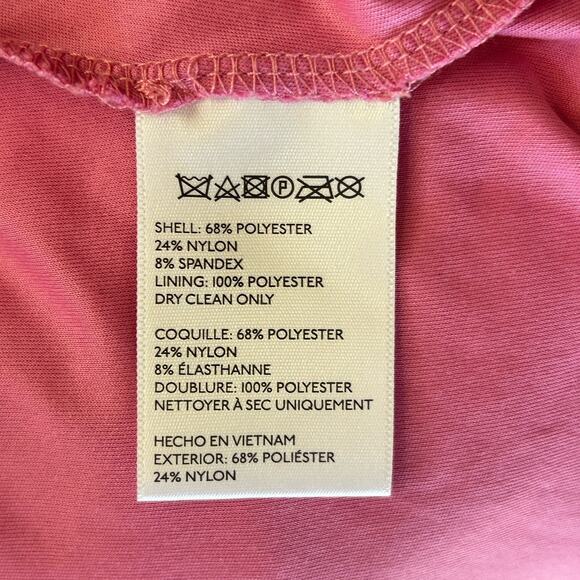 P
SHELL: 68% POLYESTER
24% NYLON
8% SPANDEX
LINING: 100% POLYESTER
DRY CLEAN ONLY
COQUILLE: 68% POLYESTER
24% NYLON
8% ÉLASTHANNE
DOUBLURE: 100% POLYESTER
NETTOYER À SEC UNIQUEMENT
HECHO EN VIETNAM
EXTERIOR: 68% POLIÉSTER
24% NYLON